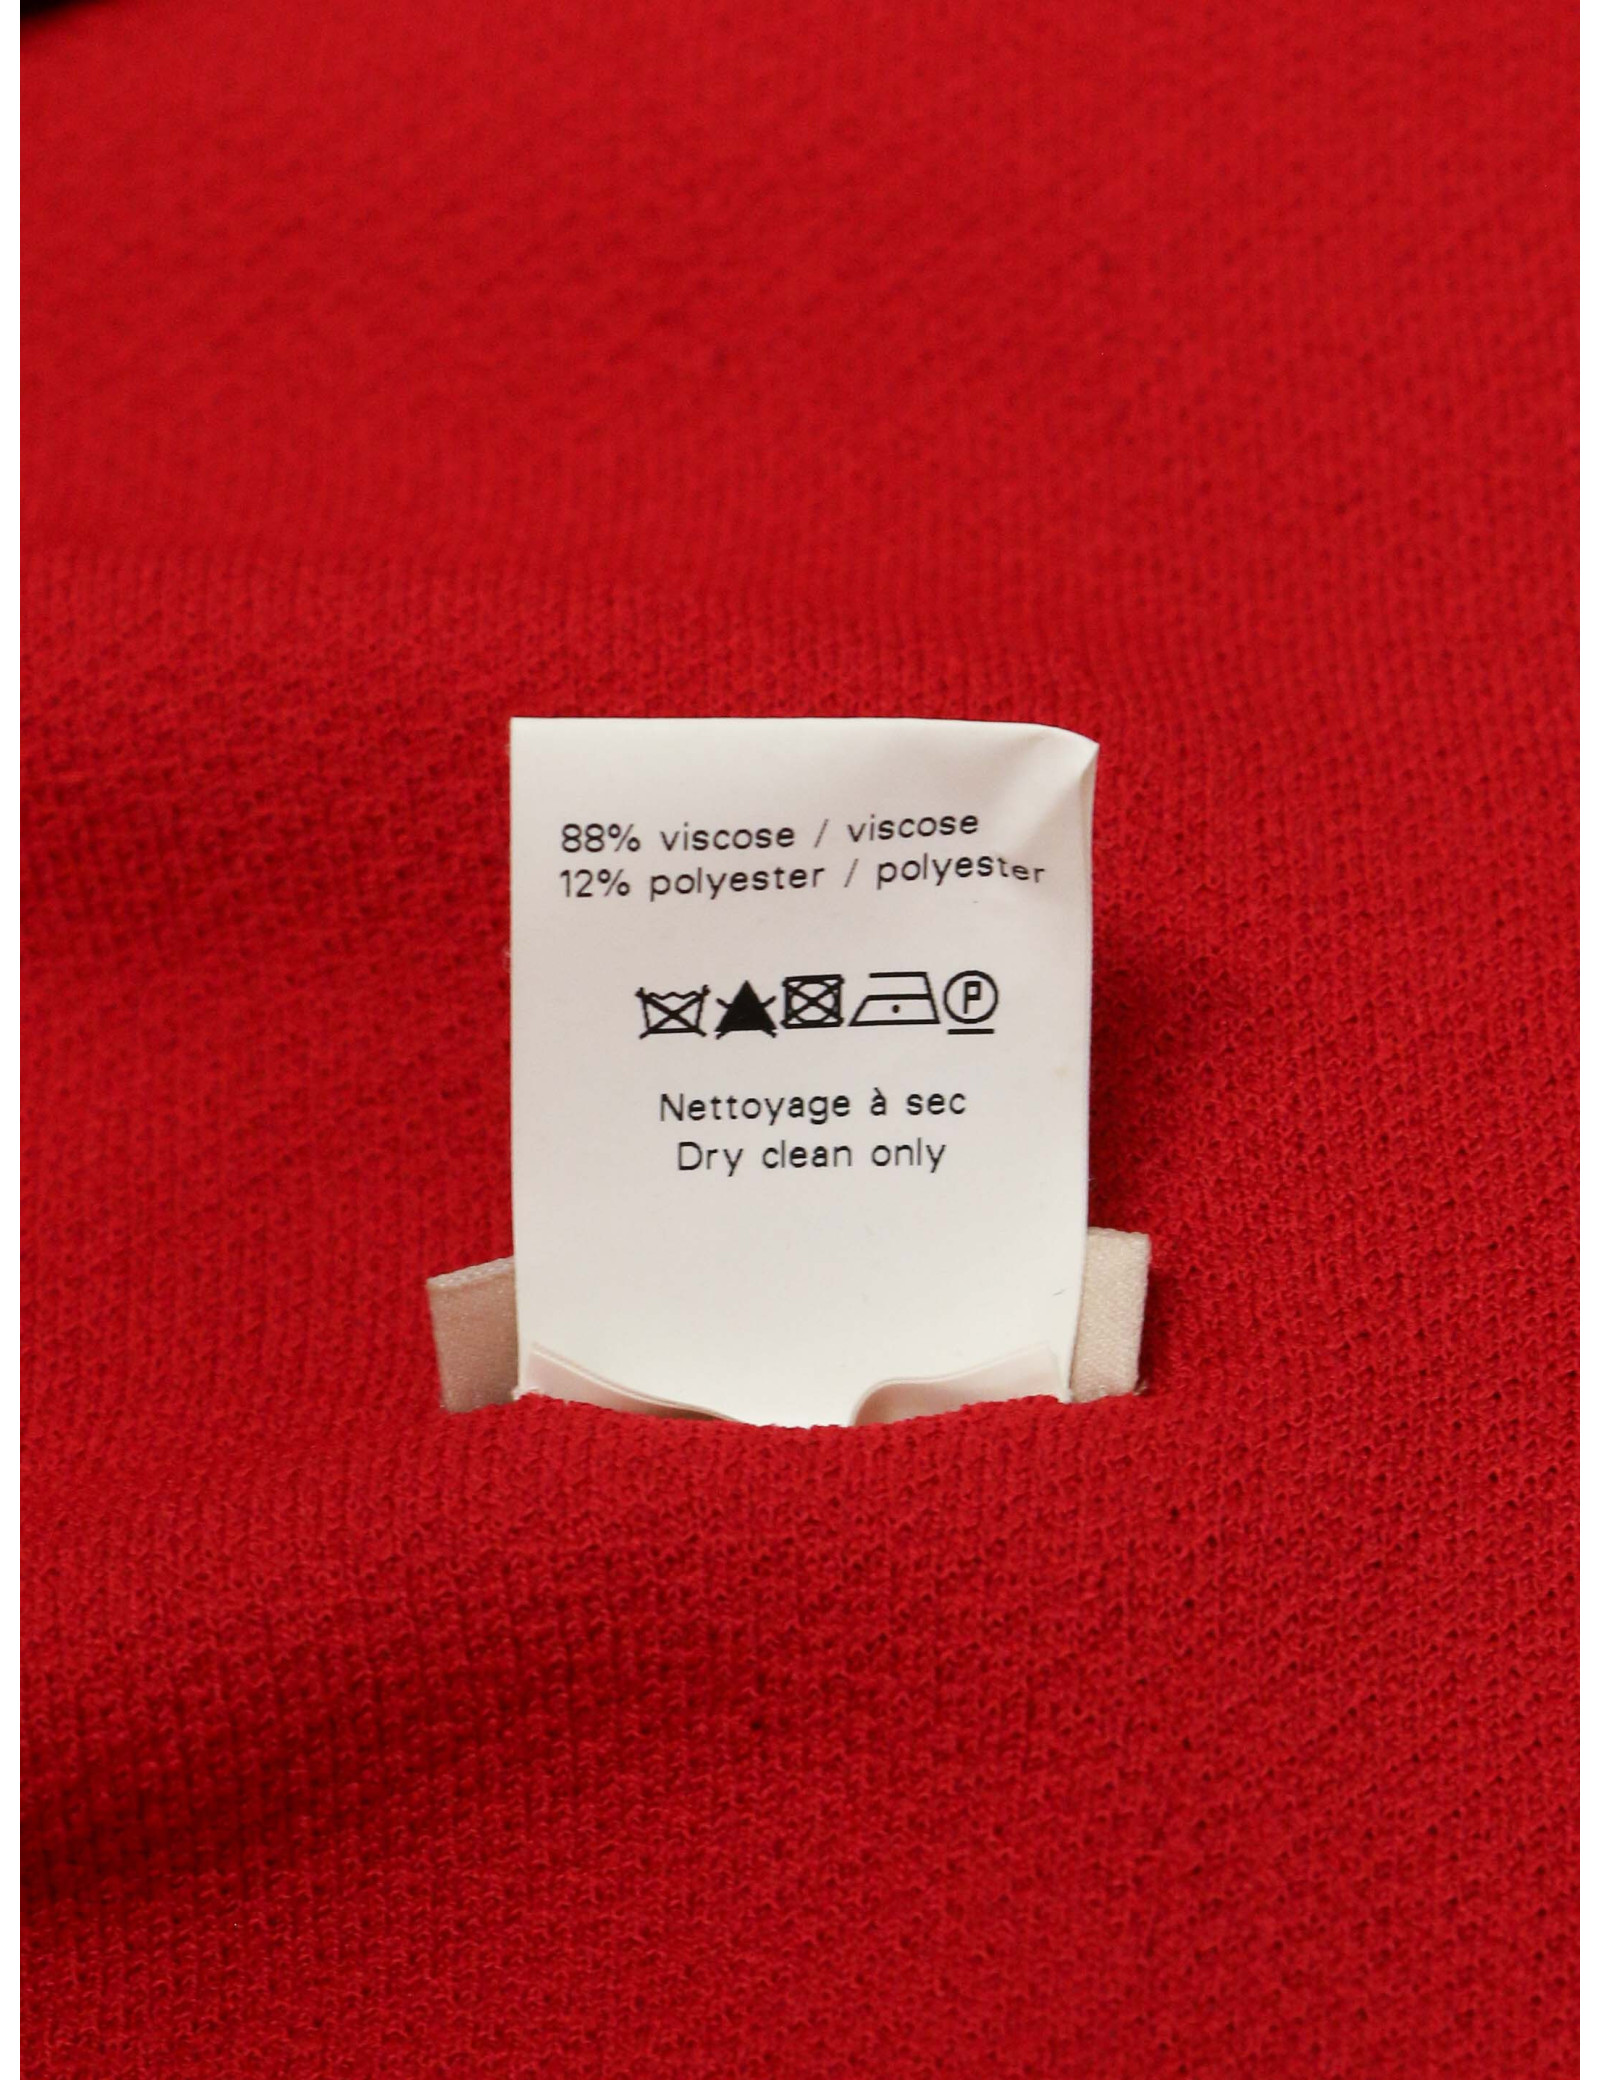 88% viscose / viscose
12% polyester / polyester
P
Nettoyage à sec
Dry clean only